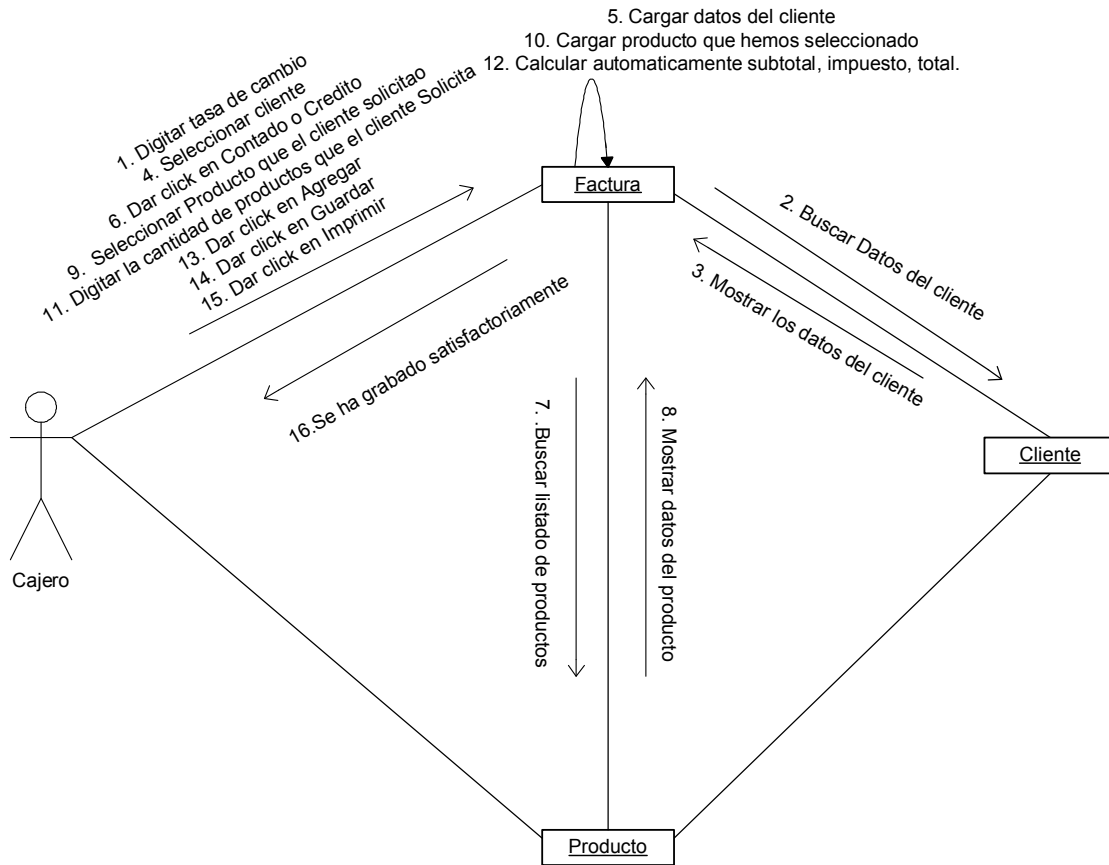 5. Cargar datos del cliente
10. Cargar producto que hemos seleccionado
12. Calcular automaticamente subtotal, impuesto, total.
1. Digitar tasa de cambio
4. Seleccionar cliente
6. Dar click en Contado o Credito
9. Seleccionar Producto que el cliente solicitao
11. Digitar la cantidad de productos que el cliente Solicita
13. Dar click en Agregar
14. Dar click en Guardar
15. Dar click en Imprimir
Factura
2. Buscar Datos del cliente
3. Mostrar los datos del cliente
16.Se ha grabado satisfactoriamente
7. .Buscar listado de productos
8. Mostrar datos del producto
Cliente
Cajero
Producto